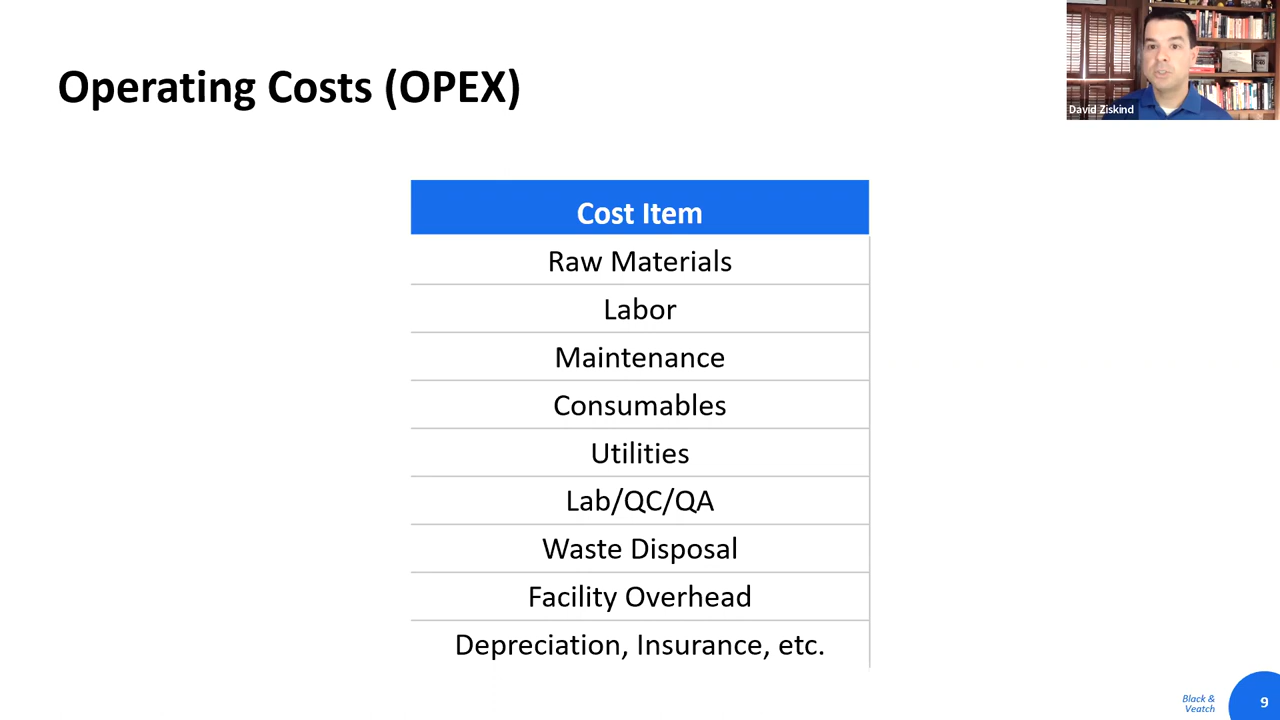 Operating Costs (OPEX)
David Ziskind
Cost Item
Raw Materials
Labor
Maintenance
Consumables
Utilities
Lab/QC/QA
Waste Disposal
Facility Overhead
Depreciation, Insurance, etc.
Black &
Veatch
9